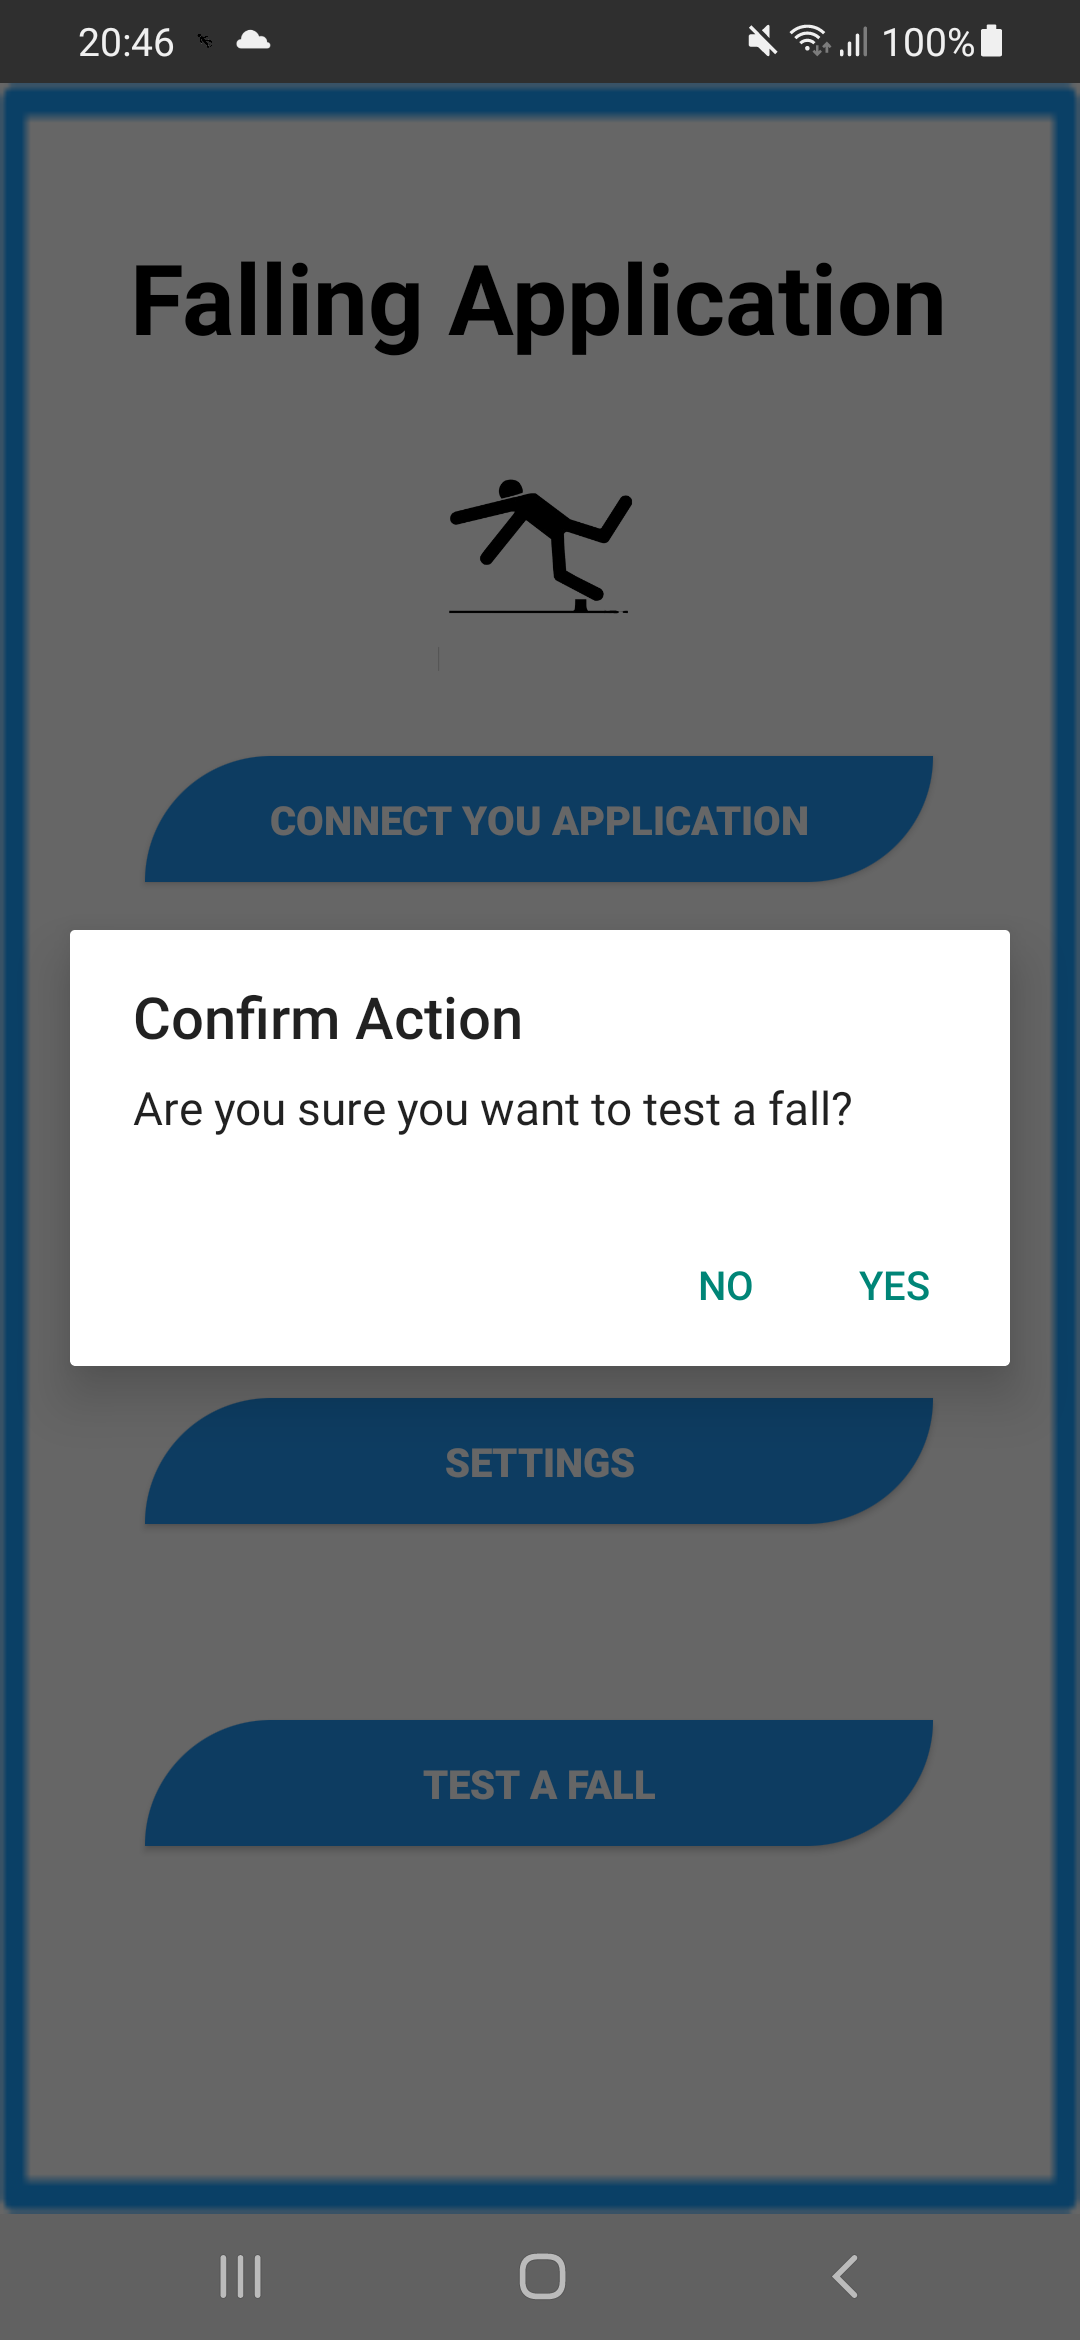 20:46 100%
Falling Application
CONNECT YOU APPLICATION
Confirm Action
Are you sure you want to test a fall?
NO YES
SETTINGS
TEST A FALL